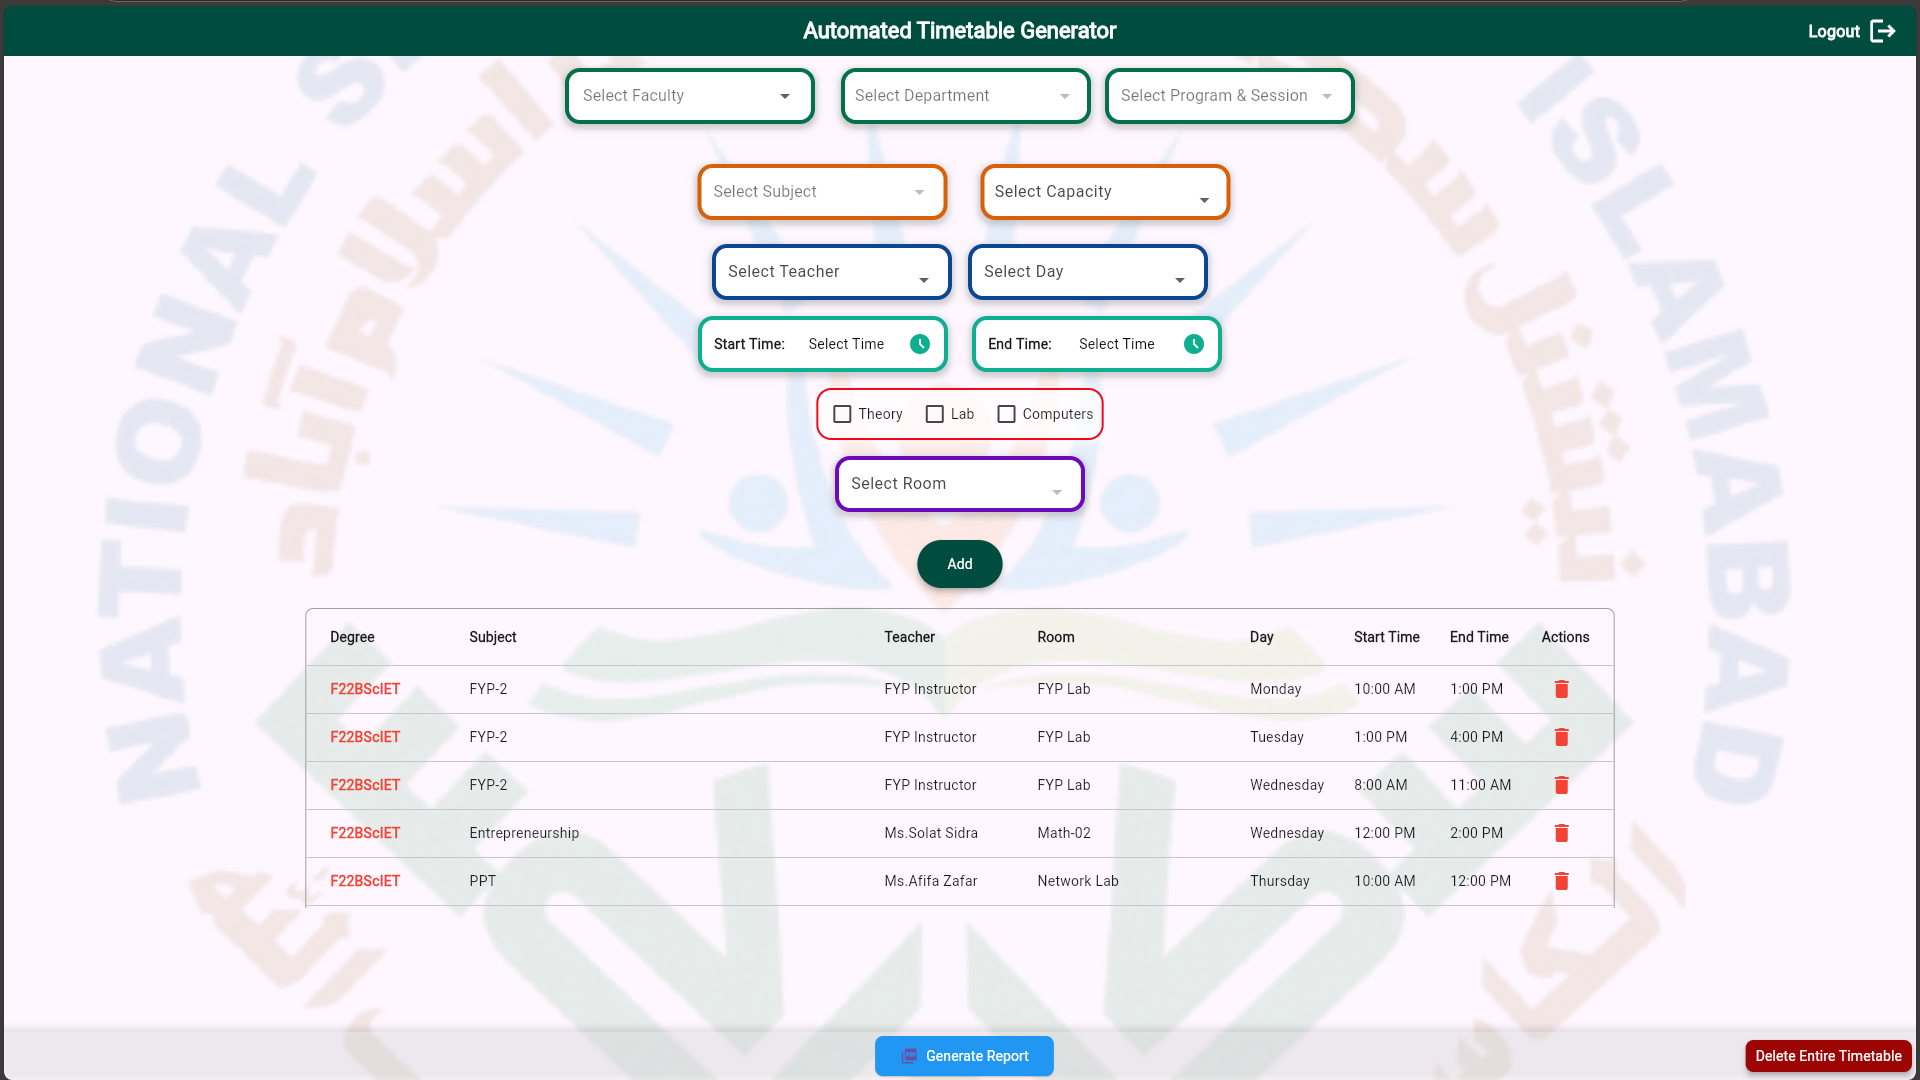 Automated Timetable Generator
Logout
Select Faculty
Select Department
Select Program & Session
Select Subject
Select Capacity
Select Teacher
Select Day
Start Time: Select Time
End Time: Select Time
Theory
Lab
Computers
Select Room
Add
Degree Subject Teacher Room Day Start Time End Time Actions
F22BScIET FYP-2 FYP Instructor FYP Lab Monday 10:00 AM 1:00 PM
F22BScIET FYP-2 FYP Instructor FYP Lab Tuesday 1:00 PM 4:00 PM
F22BScIET FYP-2 FYP Instructor FYP Lab Wednesday 8:00 AM 11:00 AM
F22BScIET Entrepreneurship Ms.Solat Sidra Math-02 Wednesday 12:00 PM 2:00 PM
F22BScIET PPT Ms.Afifa Zafar Network Lab Thursday 10:00 AM 12:00 PM
Generate Report
Delete Entire Timetable
NATIONAL
ISLAMABAD
اسلام آباد